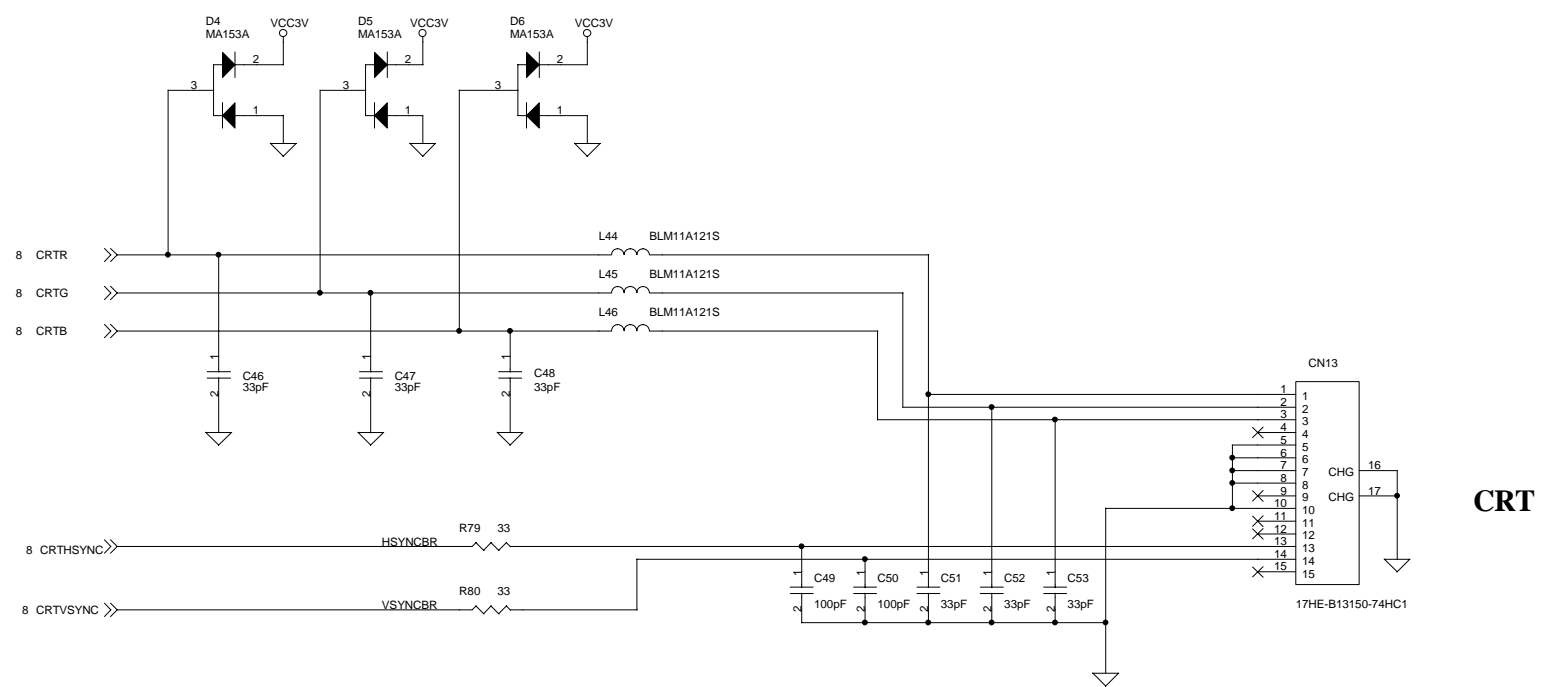 D4 VCC3V D5 VCC3V D6 VCC3V
MA153A MA153A MA153A
2 2 2
3 3 3
1 1 1
L44 BLM11A121S
8 CRTR
L45 BLM11A121S
8 CRTG
L46 BLM11A121S
8 CRTB
1 1 1
C46 C47 C48
33pF 33pF 33pF
2 2 2
CN13
1 1
2 2
3 3
4 4
5 5
6 6
7 7 CHG 16
8 8
9 9 CHG 17
10 10
11 11
12 12
13 13
14 14
15 15
17HE-B13150-74HC1
CRT
R79 33
8 CRTHSYNC HSYNCBR
R80 33
8 CRTVSYNC VSYNCBR
1 1 1 1 1
C49 C50 C51 C52 C53
100pF 100pF 33pF 33pF 33pF
2 2 2 2 2